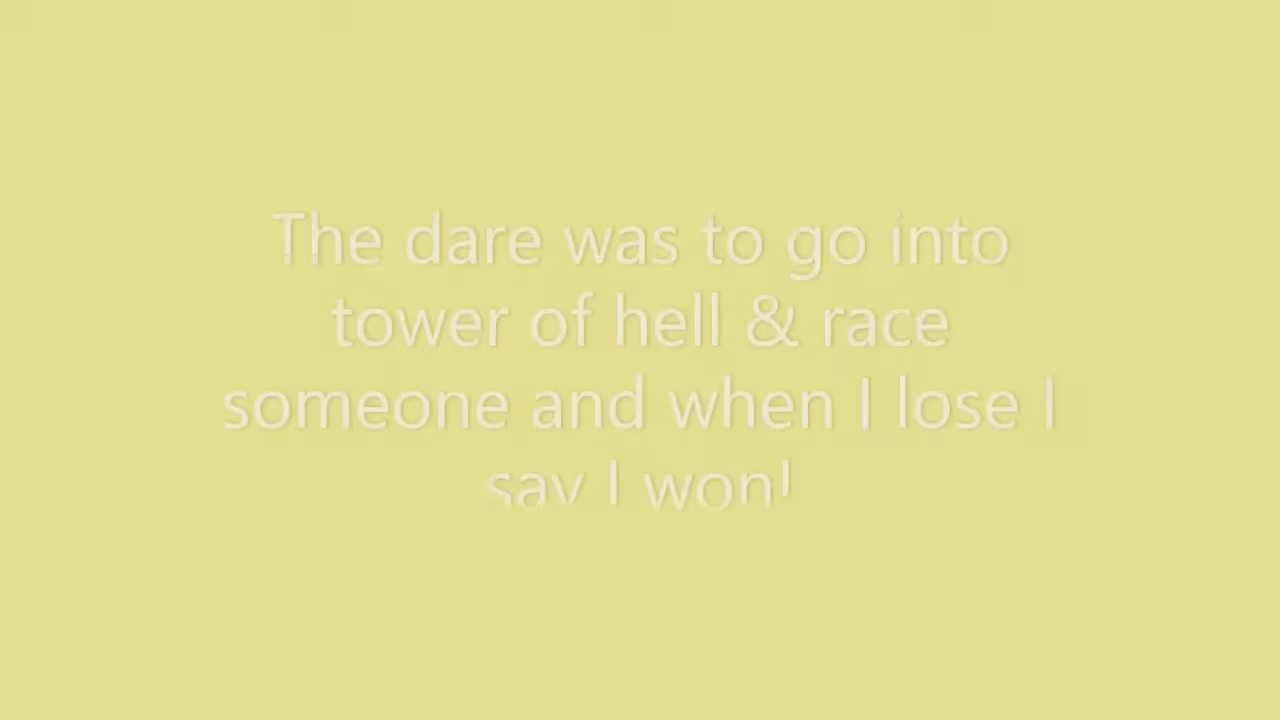 The dare was to go into
tower of hell & race
someone and when I lose I
say I won!